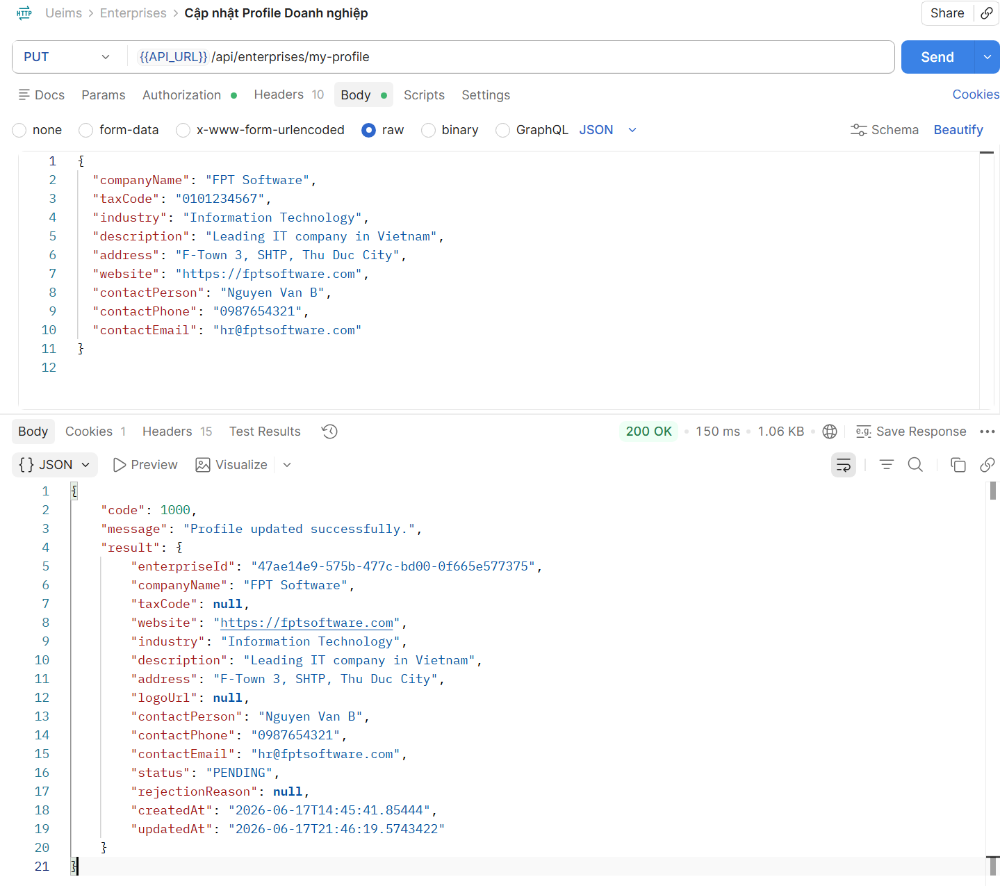 HTTP Ueims > Enterprises > Cập nhật Profile Doanh nghiệp Share
PUT {{API_URL}} /api/enterprises/my-profile Send
Docs Params Authorization Headers 10 Body Scripts Settings Cookies
none form-data x-www-form-urlencoded raw binary GraphQL JSON Schema Beautify
1 {
2 "companyName": "FPT Software",
3 "taxCode": "0101234567",
4 "industry": "Information Technology",
5 "description": "Leading IT company in Vietnam",
6 "address": "F-Town 3, SHTP, Thu Duc City",
7 "website": "https://fptsoftware.com",
8 "contactPerson": "Nguyen Van B",
9 "contactPhone": "0987654321",
10 "contactEmail": "hr@fptsoftware.com"
11 }
12
Body Cookies 1 Headers 15 Test Results 200 OK • 150 ms • 1.06 KB • e.g. Save Response
{} JSON Preview Visualize
1 {
2 "code": 1000,
3 "message": "Profile updated successfully.",
4 "result": {
5 "enterpriseId": "47ae14e9-575b-477c-bd00-0f665e577375",
6 "companyName": "FPT Software",
7 "taxCode": null,
8 "website": "https://fptsoftware.com",
9 "industry": "Information Technology",
10 "description": "Leading IT company in Vietnam",
11 "address": "F-Town 3, SHTP, Thu Duc City",
12 "logoUrl": null,
13 "contactPerson": "Nguyen Van B",
14 "contactPhone": "0987654321",
15 "contactEmail": "hr@fptsoftware.com",
16 "status": "PENDING",
17 "rejectionReason": null,
18 "createdAt": "2026-06-17T14:45:41.85444",
19 "updatedAt": "2026-06-17T21:46:19.5743422"
20 }
21 }